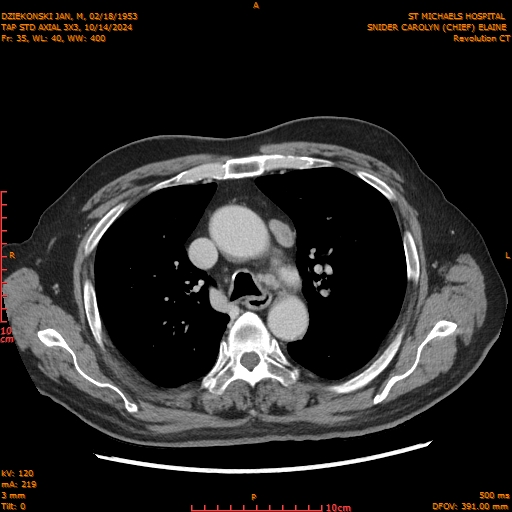 DZIEKONSKI JAN, M, 02/18/1953
TAP STD AXIAL 3X3, 10/14/2024
Fr: 35, WL: 40, WW: 400
A
ST MICHAELS HOSPITAL
SNIDER CAROLYN (CHIEF) ELAINE
Revolution CT
R
L
10
cm
kV: 120
mA: 219
3 mm
Tilt: 0
P
10cm
500 ms
DFOV: 391.00 mm